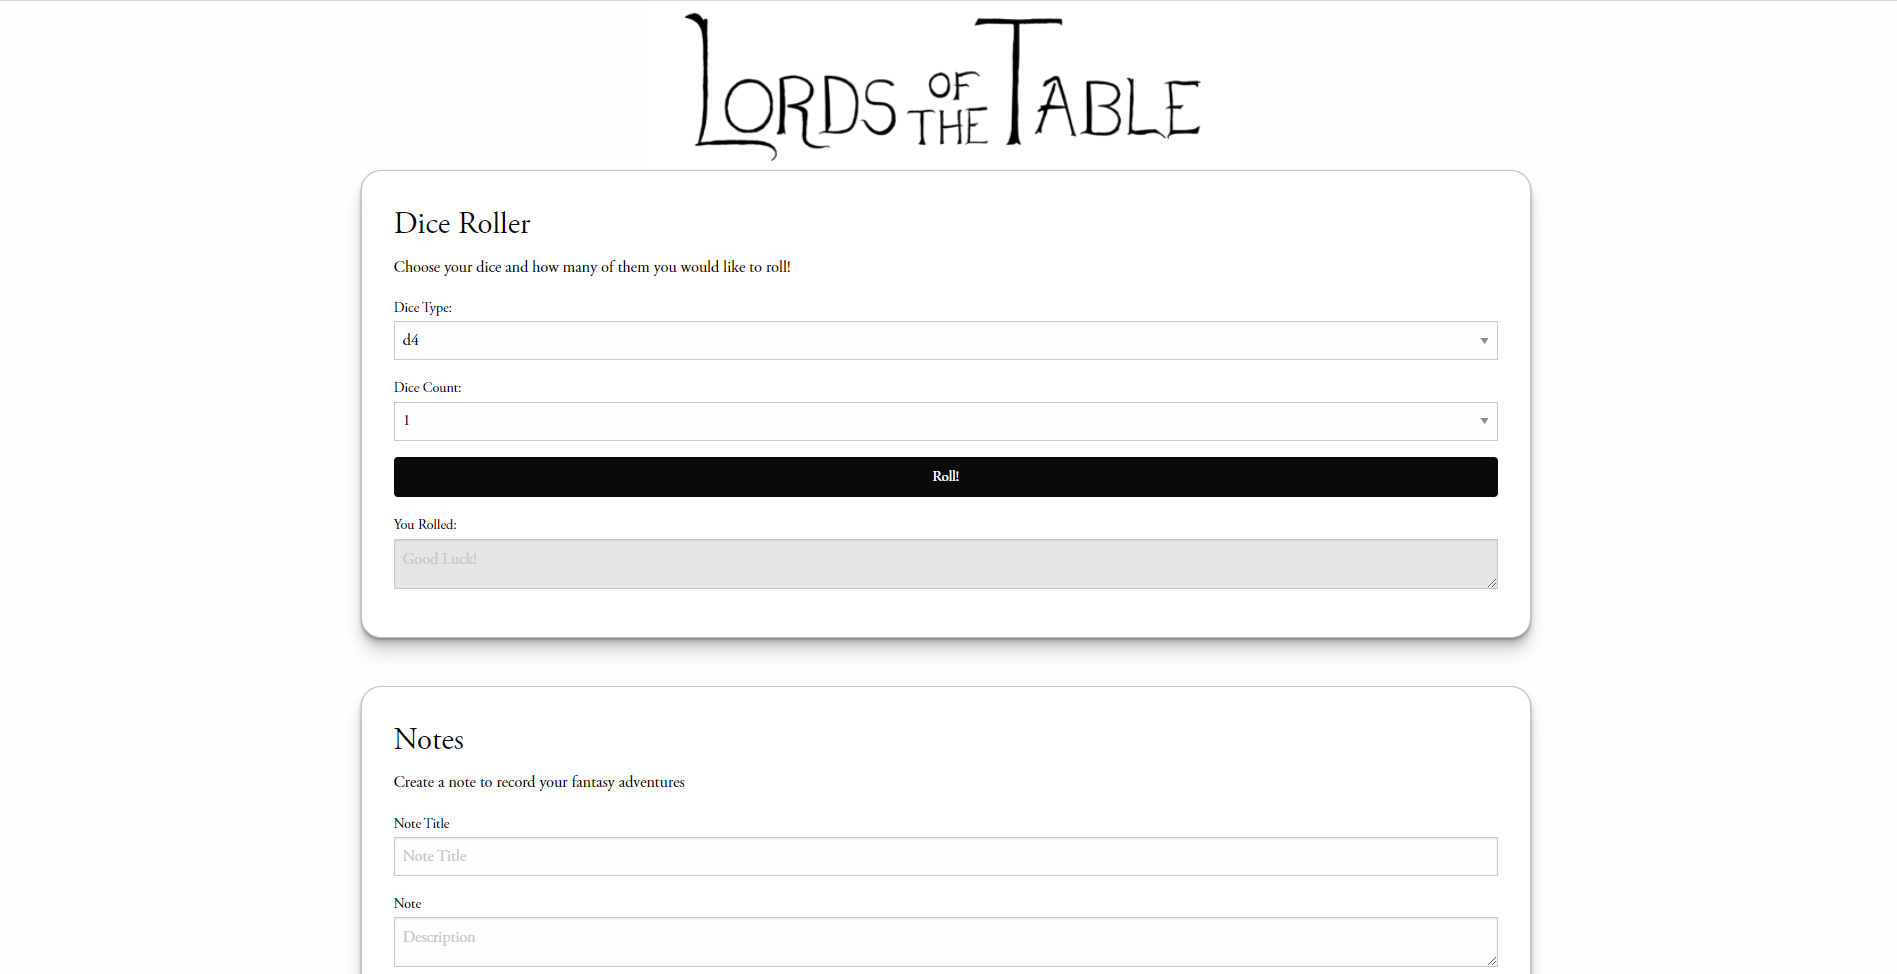 LORDS OF THE TABLE
Dice Roller
Choose your dice and how many of them you would like to roll!
Dice Type:
d4
Dice Count:
1
Roll!
You Rolled:
Good Luck!
Notes
Create a note to record your fantasy adventures
Note Title
Note Title
Note
Description